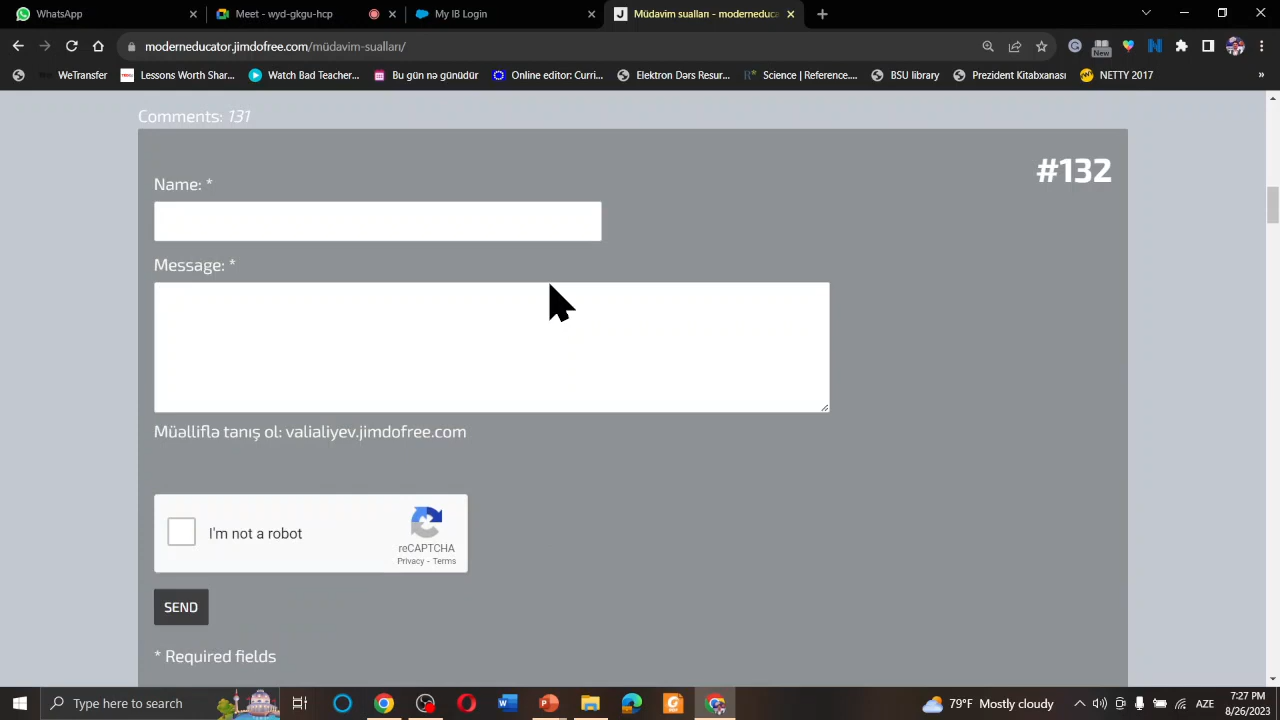 WhatsApp
Meet - wyd-gkgu-hcp
My IB Login
Müdavim sualları - moderneduca
moderneducator.jimdofree.com/müdavim-sualları/
New
WeTransfer
Lessons Worth Shar...
Watch Bad Teacher...
Bu gün nə günüdür
Online editor: Curri...
Elektron Dərs Resur...
Science | Reference....
BSU library
Prezident Kitabxanası
NETTY 2017
»
Comments: 131
#132
Name: *
Message: *
Müəlliflə tanış ol: valialiyev.jimdofree.com
I'm not a robot
reCAPTCHA
Privacy - Terms
SEND
* Required fields
Type here to search
79°F Mostly cloudy
AZE
7:27 PM
8/26/2023